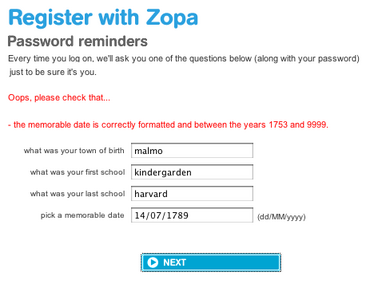 Register with Zopa
Password reminders
Every time you log on, we'll ask you one of the questions below (along with your password)
just to be sure it's you.
Oops, please check that...
- the memorable date is correctly formatted and between the years 1753 and 9999.
what was your town of birth malmo
what was your first school kindergarden
what was your last school harvard
pick a memorable date 14/07/1789 (dd/MM/yyyy)
NEXT